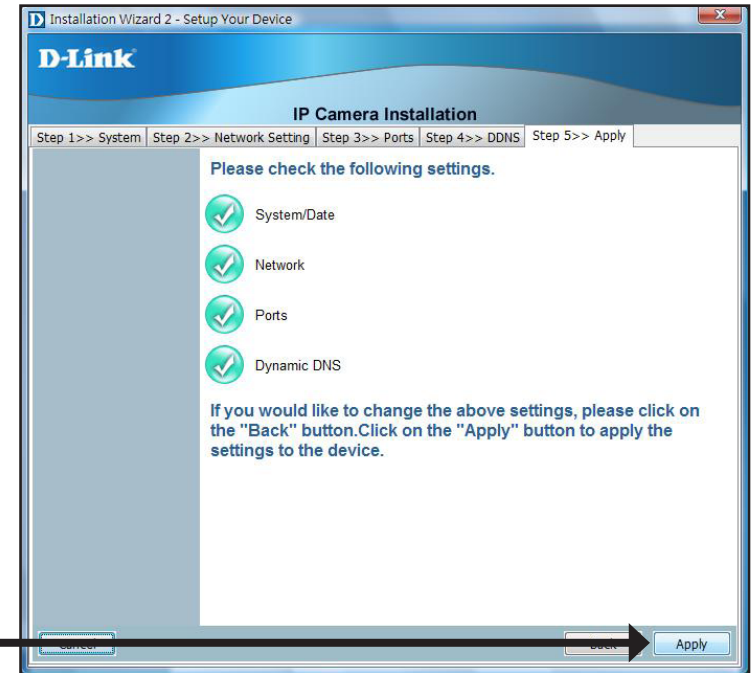 Installation Wizard 2 - Setup Your Device
D-Link
IP Camera Installation
Step 1>> System Step 2>> Network Setting Step 3>> Ports Step 4>> DDNS Step 5>> Apply
Please check the following settings.
System/Date
Network
Ports
Dynamic DNS
If you would like to change the above settings, please click on
the "Back" button.Click on the "Apply" button to apply the
settings to the device.
Apply